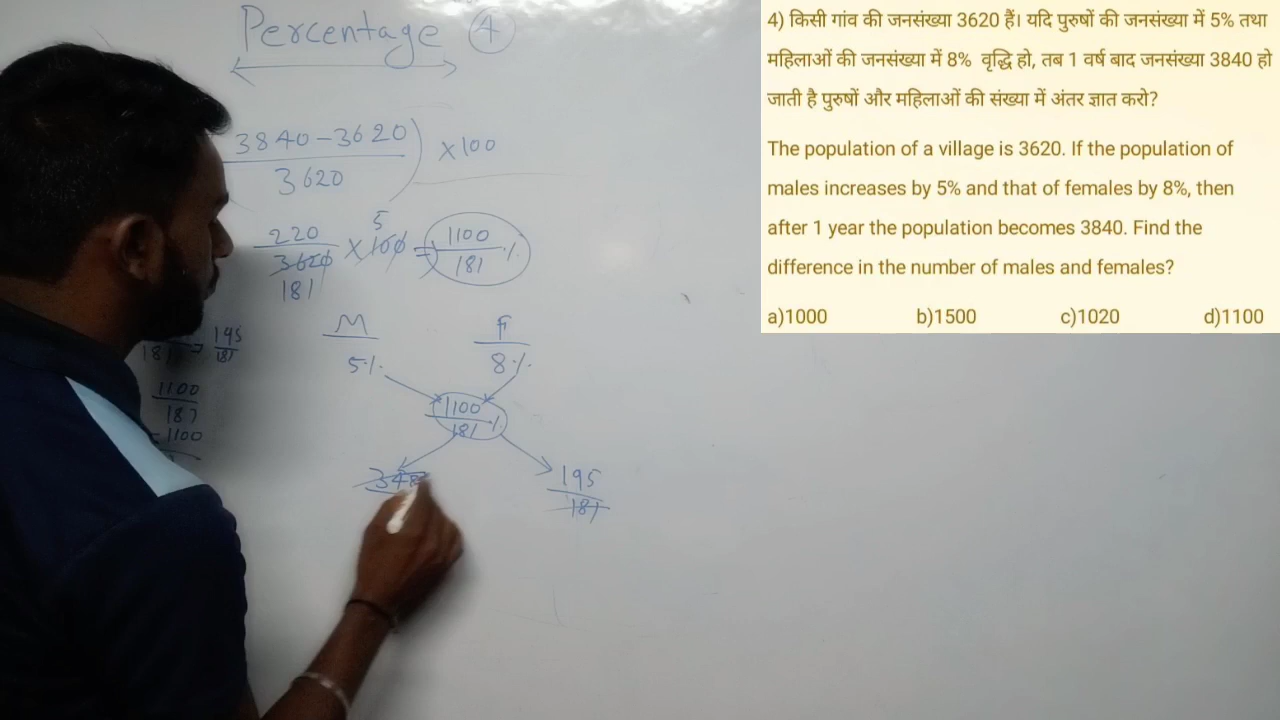 Percentage 4
3840-3620
3620
)
×100
220
3620
181
×
5
100
=
1100
181
%
M
5%
F
8%
1100
181
%
195
181
195
181
1100
181
-1100
4) किसी गांव की जनसंख्या 3620 हैं। यदि पुरुषों की जनसंख्या में 5% तथा
महिलाओं की जनसंख्या में 8% वृद्धि हो, तब 1 वर्ष बाद जनसंख्या 3840 हो
जाती है पुरुषों और महिलाओं की संख्या में अंतर ज्ञात करो?
The population of a village is 3620. If the population of
males increases by 5% and that of females by 8%, then
after 1 year the population becomes 3840. Find the
difference in the number of males and females?
a)1000 b)1500 c)1020 d)1100